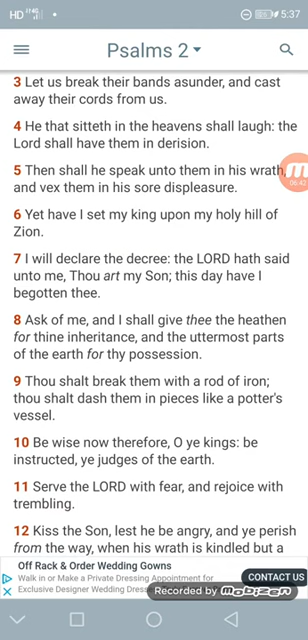 HD 4G 5:37
Psalms 2
3 Let us break their bands asunder, and cast
away their cords from us.
4 He that sitteth in the heavens shall laugh: the
Lord shall have them in derision.
5 Then shall he speak unto them in his wrath,
and vex them in his sore displeasure.
06:43
6 Yet have I set my king upon my holy hill of
Zion.
7 I will declare the decree: the LORD hath said
unto me, Thou art my Son; this day have I
begotten thee.
8 Ask of me, and I shall give thee the heathen
for thine inheritance, and the uttermost parts
of the earth for thy possession.
9 Thou shalt break them with a rod of iron;
thou shalt dash them in pieces like a potter's
vessel.
10 Be wise now therefore, O ye kings: be
instructed, ye judges of the earth.
11 Serve the LORD with fear, and rejoice with
trembling.
12 Kiss the Son, lest he be angry, and ye perish
from the way, when his wrath is kindled but a
Off Rack & Order Wedding Gowns
Walk in or Make a Private Dressing Appointment for
Exclusive Designer Wedding Dress
CONTACT US
Recorded by mobizen